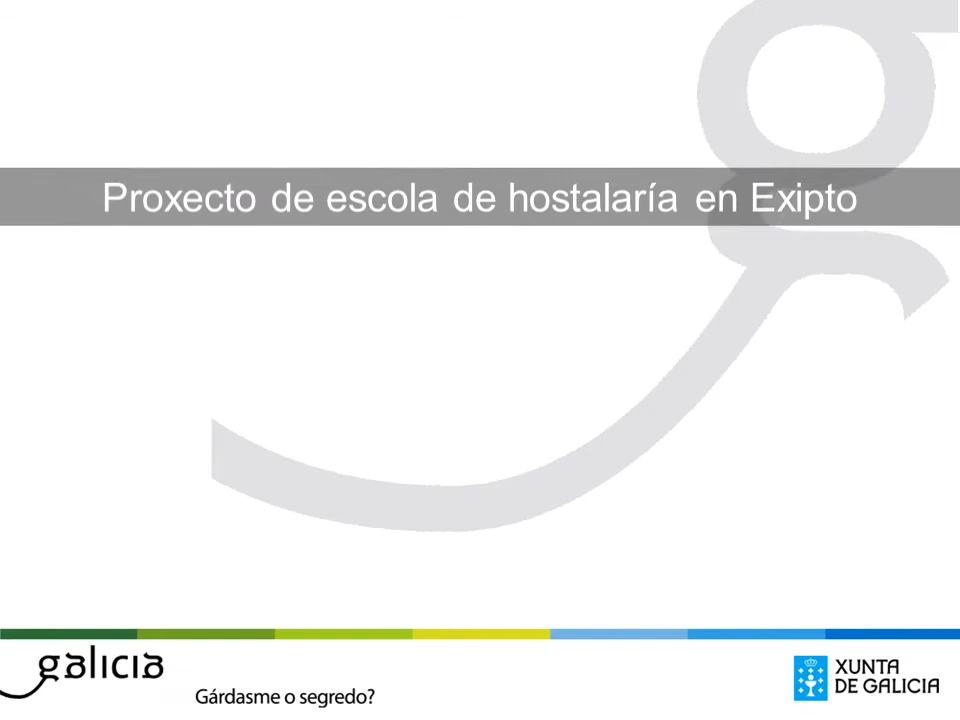 Proxecto de escola de hostalaría en Exipto
galicia
Gárdasme o segredo?
XUNTA
DE GALICIA